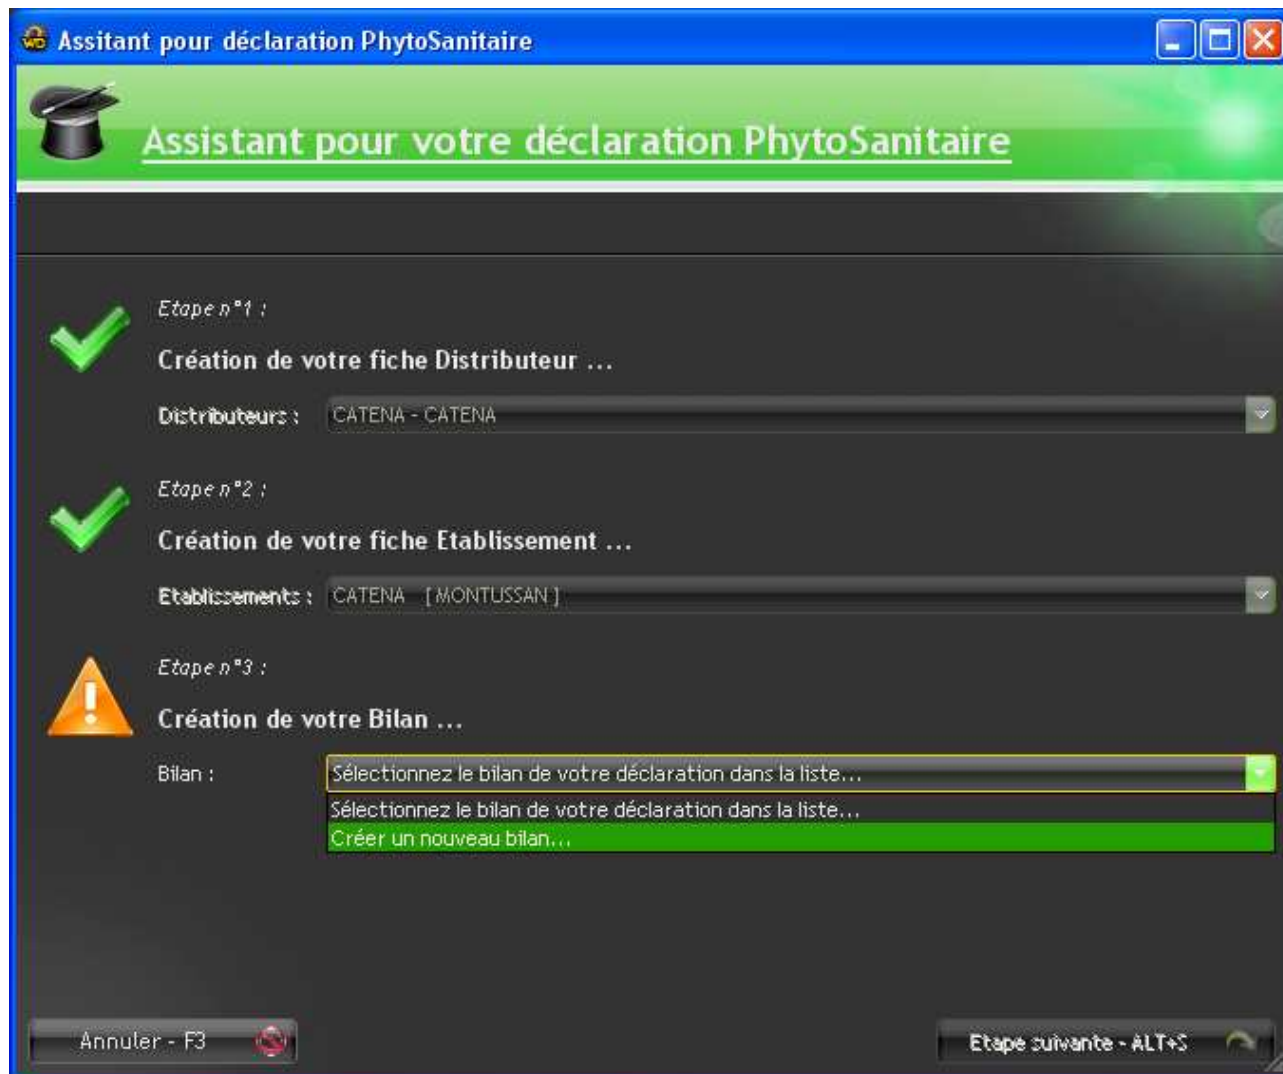 Assitant pour déclaration PhytoSanitaire
Assistant pour votre déclaration PhytoSanitaire
Etape n°1 :
Création de votre fiche Distributeur ...
Distributeurs : CATENA - CATENA
Etape n°2 :
Création de votre fiche Etablissement ...
Etablissements : CATENA [ MONTUSSAN ]
Etape n°3 :
Création de votre Bilan ...
Bilan : Sélectionnez le bilan de votre déclaration dans la liste...
Sélectionnez le bilan de votre déclaration dans la liste...
Créer un nouveau bilan...
Annuler - F3 Etape suivante - ALT+S